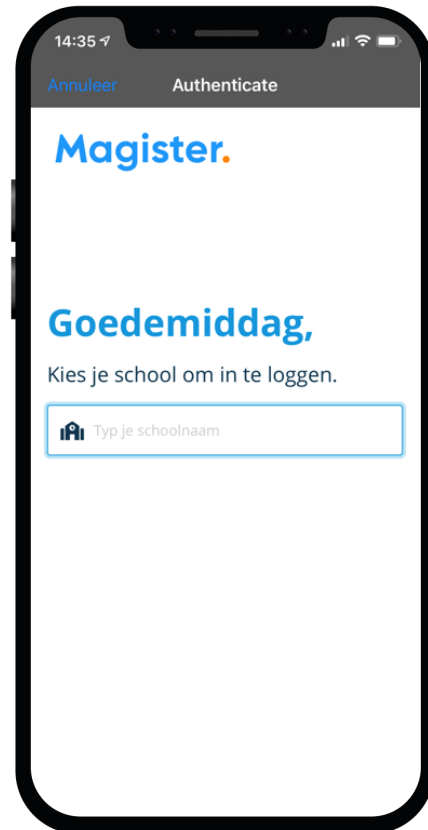 14:35
Annuleer Authenticate
Magister.
Goedemiddag,
Kies je school om in te loggen.
Typ je schoolnaam